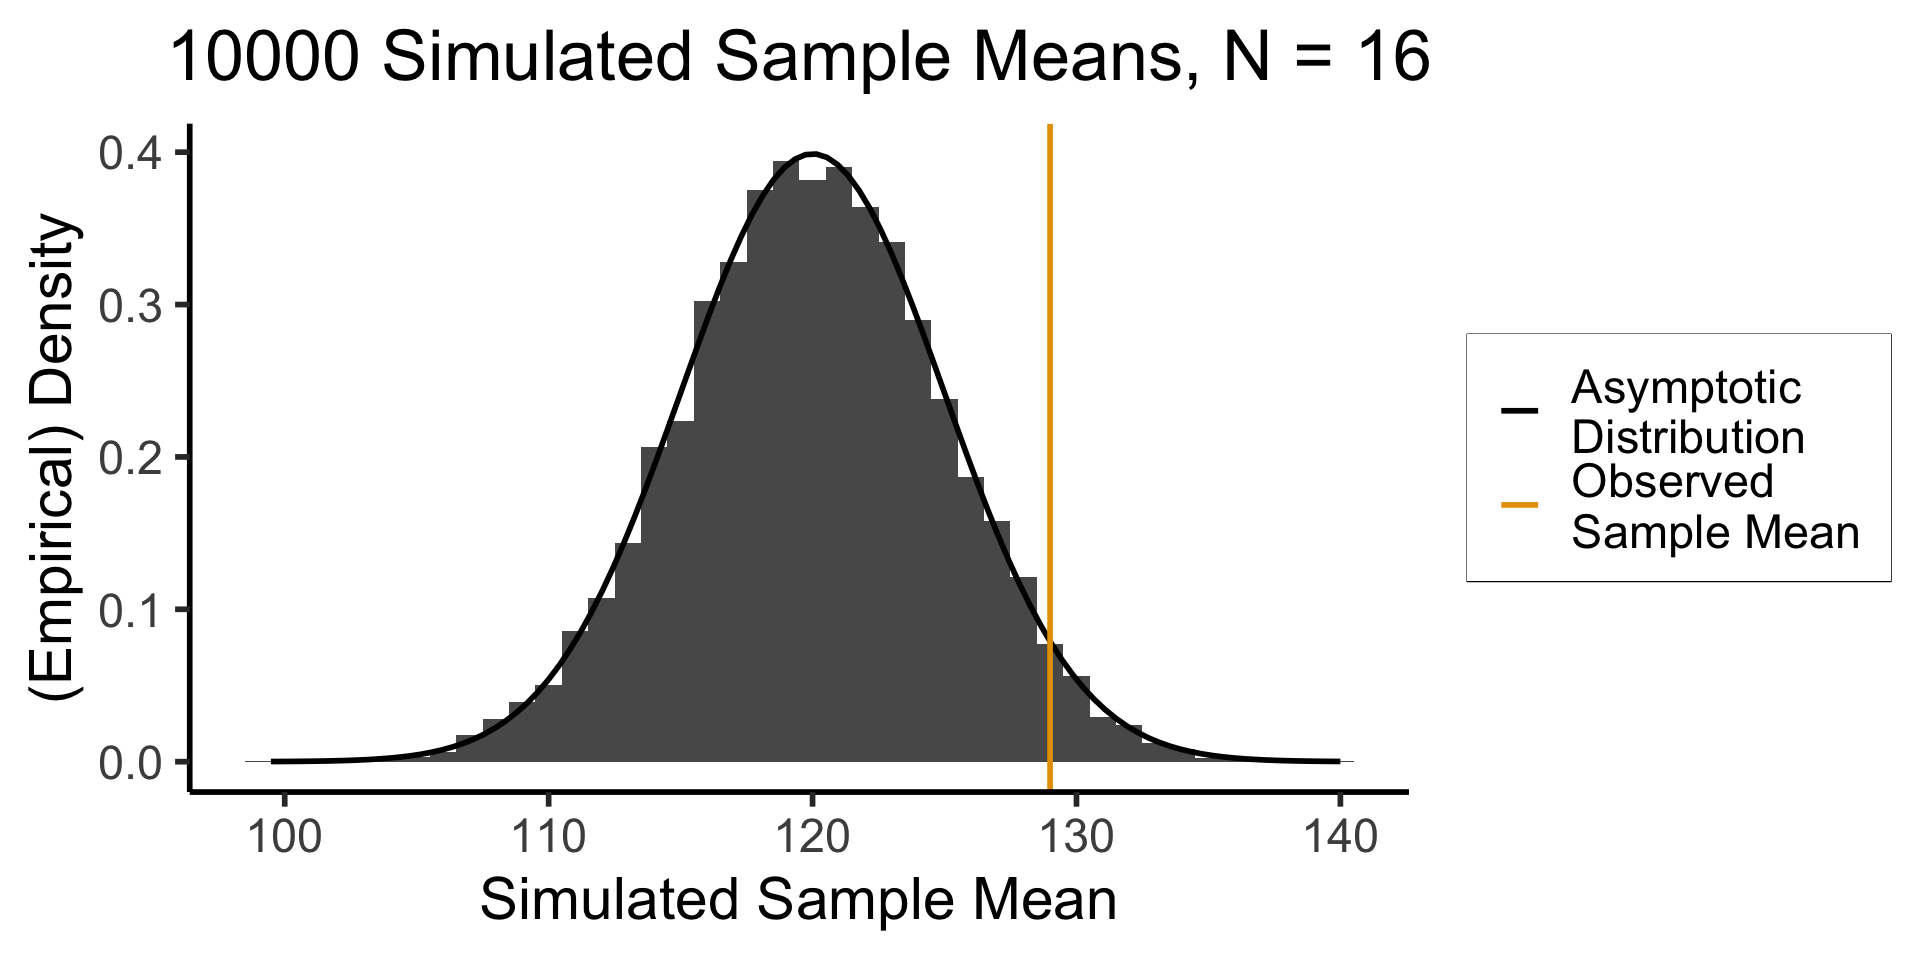 10000 Simulated Sample Means, N = 16
(Empirical) Density
0.4
0.3
0.2
0.1
0.0
100
110
120
130
140
Simulated Sample Mean
Asymptotic
Distribution
Observed
Sample Mean